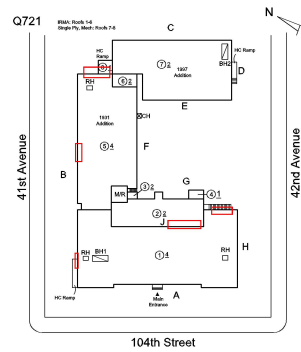 Q721
IRMA: Roofs 1-6
Single Ply, Mech: Roofs 7-8
C
N
HC
Ramp
8
HC Ramp
7 2
1997
Addition
BH2
D
RH
6 2
E
1931
Addition
CH
5 4
F
B
41st Avenue
42nd Avenue
G
M/R
3 2
4 1
2 2
J
H
RH
BH1
RH
1 4
HC Ramp
Main
Entrance
A
104th Street